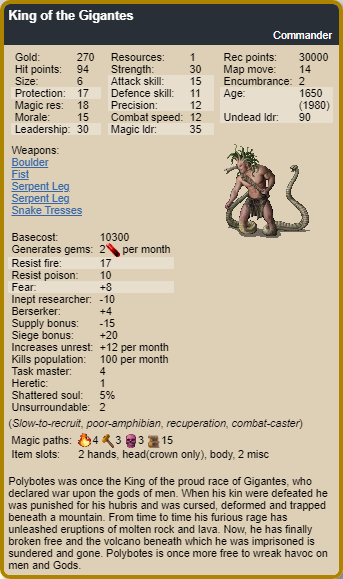 King of the Gigantes
Commander
Gold: 270 Resources: 1 Rec points: 30000
Hit points: 94 Strength: 30 Map move: 14
Size: 6 Attack skill: 15 Encumbrance: 2
Protection: 17 Defence skill: 11 Age: 1650
Magic res: 18 Precision: 12 (1980)
Morale: 15 Combat speed: 12 Undead ldr: 90
Leadership: 30 Magic ldr: 35
Weapons:
Boulder
Fist
Serpent Leg
Serpent Leg
Snake Tresses
Basecost: 10300
Generates gems: 2 per month
Resist fire: 17
Resist poison: 10
Fear: +8
Inept researcher: -10
Berserker: +4
Supply bonus: -15
Siege bonus: +20
Increases unrest: +12 per month
Kills population: 100 per month
Task master: 4
Heretic: 1
Shattered soul: 5%
Unsurroundable: 2
(Slow-to-recruit, poor-amphibian, recuperation, combat-caster)
Magic paths: 4 3 3 15
Item slots: 2 hands, head(crown only), body, 2 misc
Polybotes was once the King of the proud race of Gigantes, who
declared war upon the gods of men. When his kin were defeated he
was punished for his hubris and was cursed, deformed and trapped
beneath a mountain. From time to time his furious rage has
unleashed eruptions of molten rock and lava. Now, he has finally
broken free and the volcano beneath which he was imprisoned is
sundered and gone. Polybotes is once more free to wreak havoc on
men and Gods.